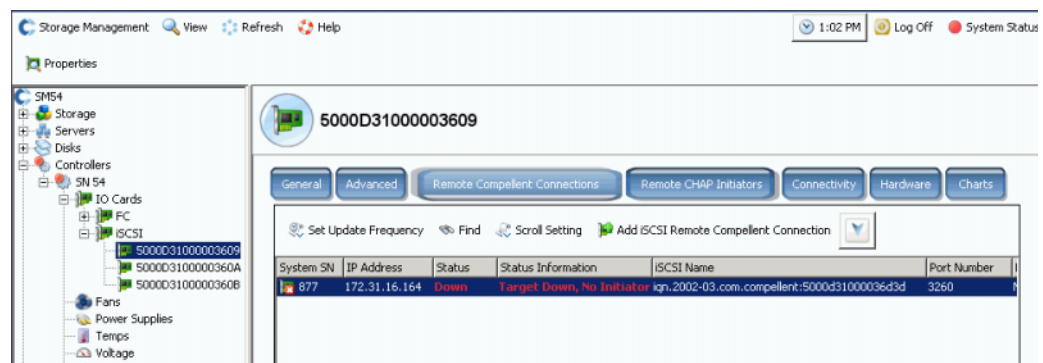 Storage Management View Refresh Help 1:02 PM Log Off System Status
Properties
SM54
Storage
Servers
Disks
Controllers
SN 54
IO Cards
FC
iSCSI
5000D31000003609
5000D3100000360A
5000D3100000360B
Fans
Power Supplies
Temps
Voltage
5000D31000003609
General Advanced Remote Compellent Connections Remote CHAP Initiators Connectivity Hardware Charts
Set Update Frequency Find Scroll Setting Add iSCSI Remote Compellent Connection
System SN IP Address Status Status Information iSCSI Name Port Number
877 172.31.16.164 Down Target Down, No Initiator iqn.2002-03.com.compellent:5000d31000036d3d 3260